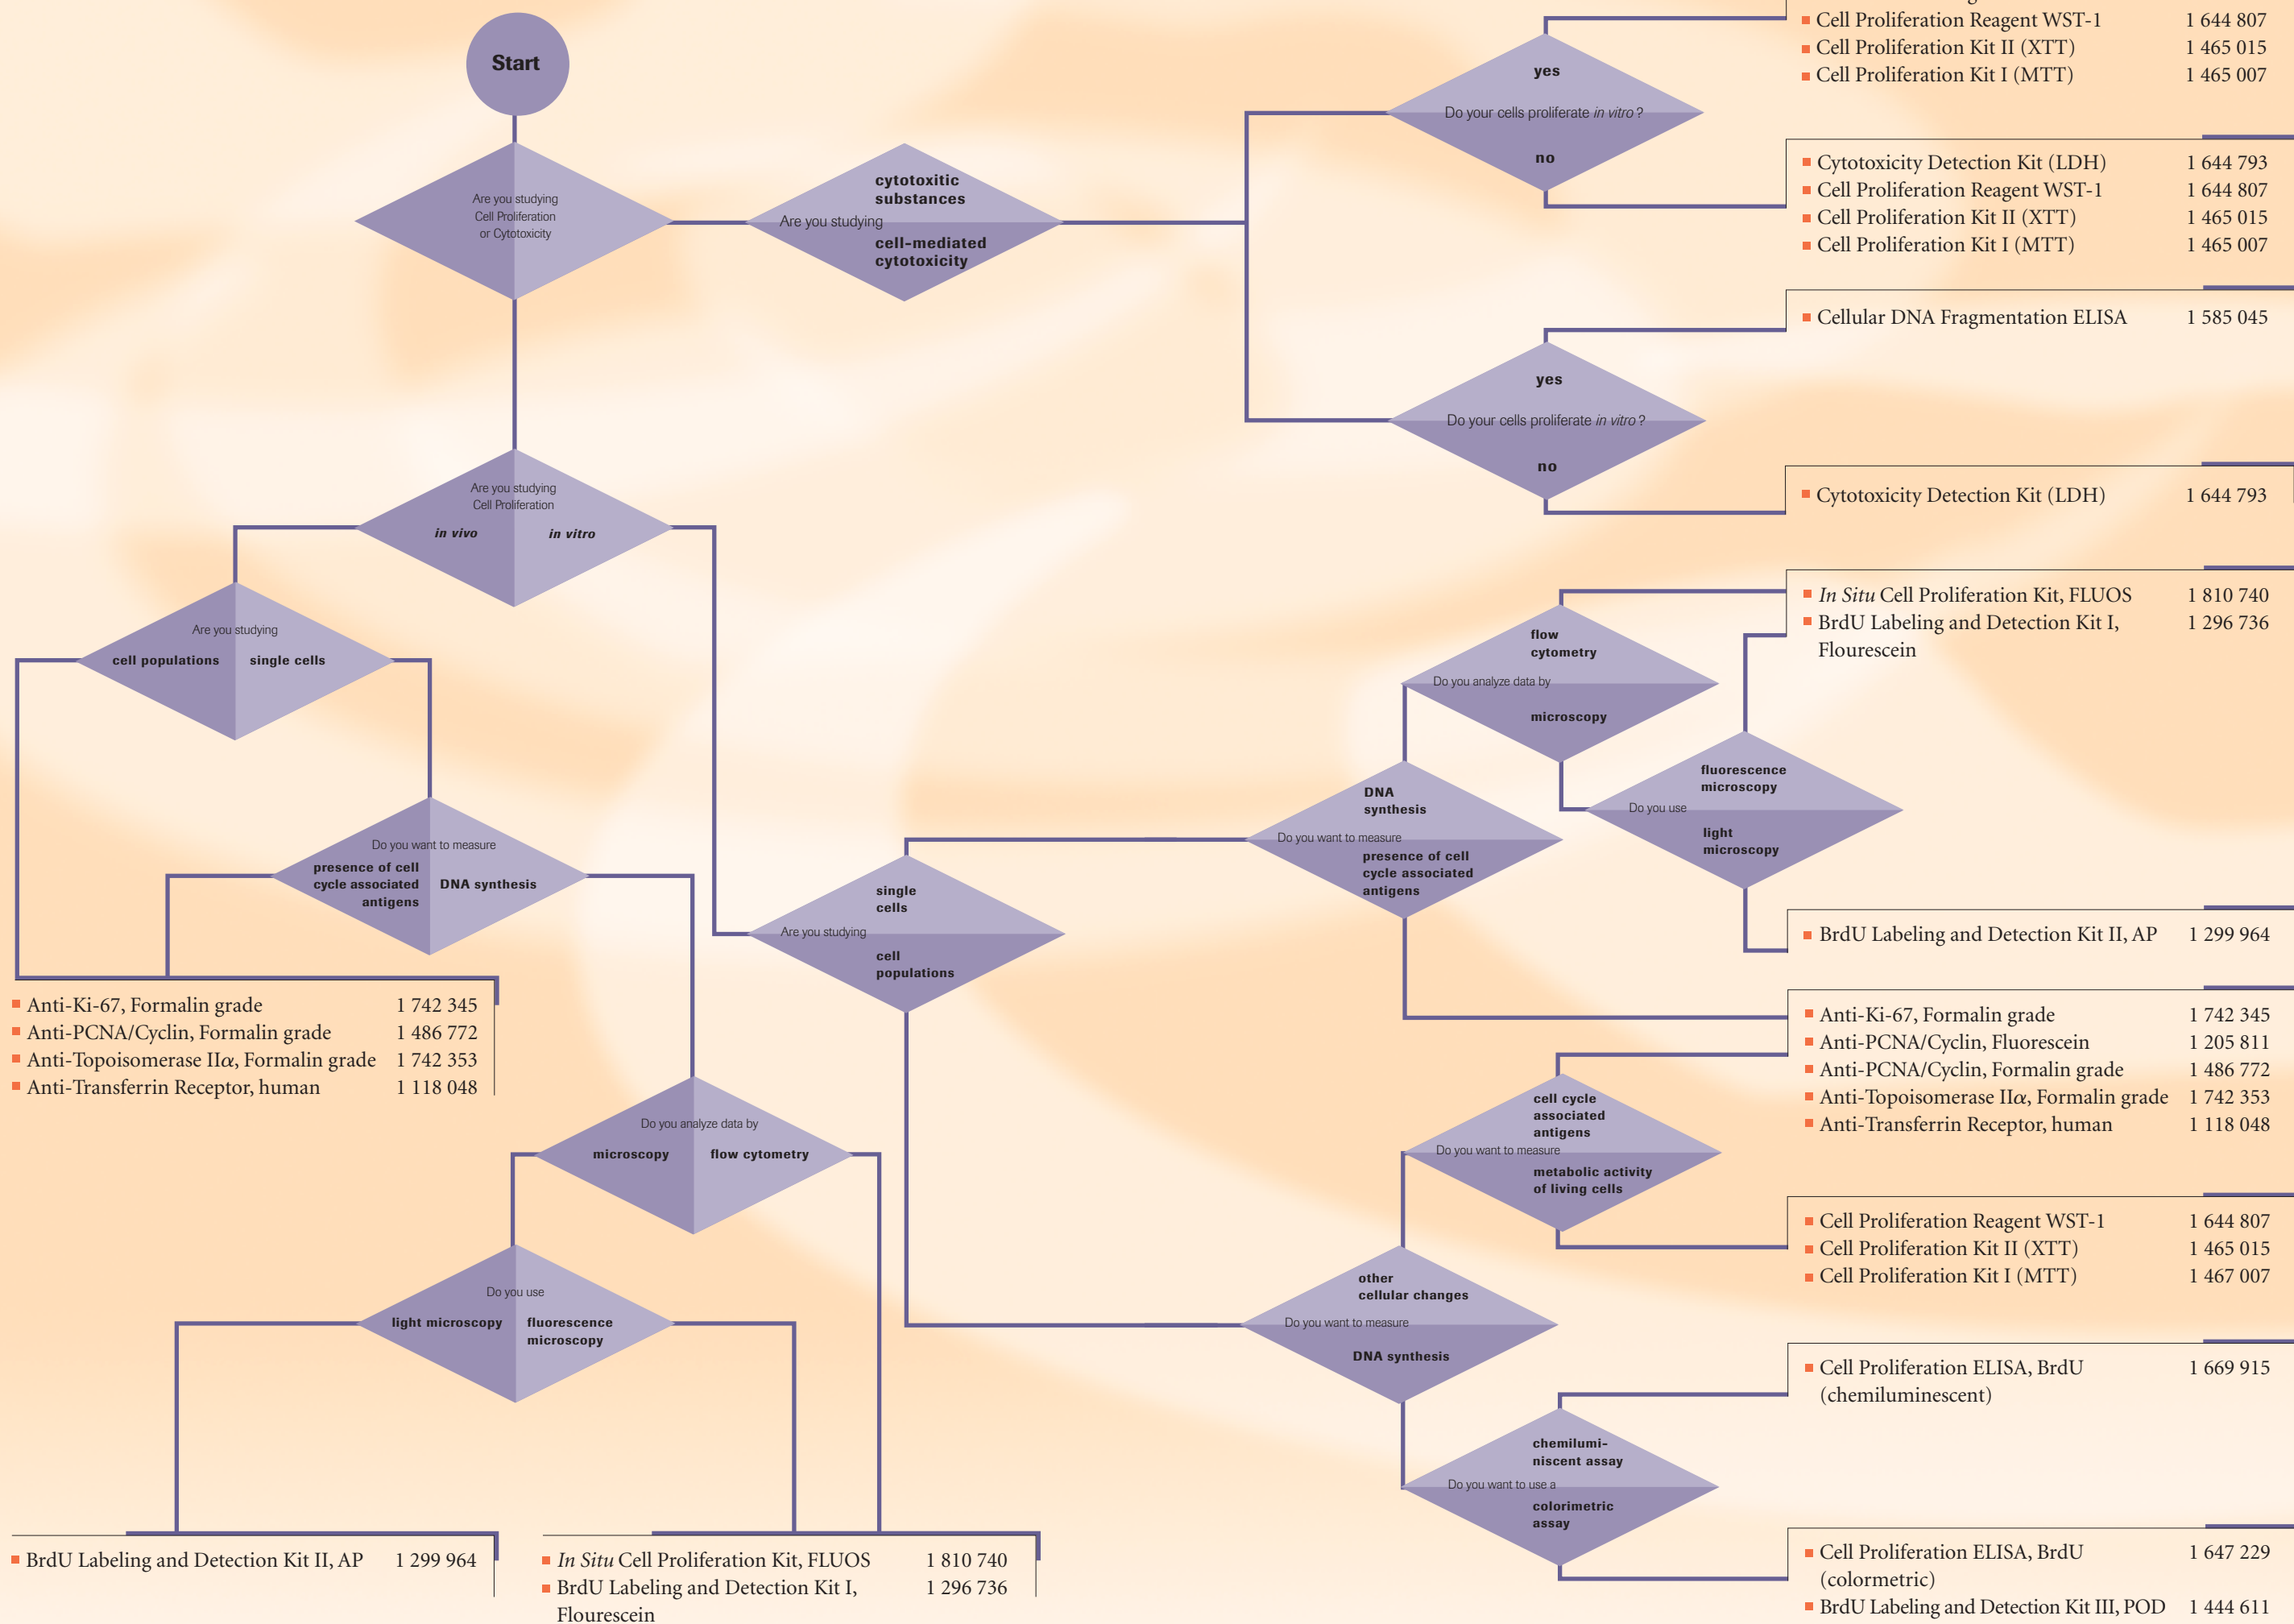 Start
Are you studying
Cell Proliferation
or Cytotoxicity
cytotoxitic
substances
Are you studying
cell-mediated
cytotoxicity
yes
Do your cells proliferate in vitro?
no
Cell Proliferation Reagent WST-1 1 644 807
Cell Proliferation Kit II (XTT) 1 465 015
Cell Proliferation Kit I (MTT) 1 465 007
Cytotoxicity Detection Kit (LDH) 1 644 793
Cell Proliferation Reagent WST-1 1 644 807
Cell Proliferation Kit II (XTT) 1 465 015
Cell Proliferation Kit I (MTT) 1 465 007
Cellular DNA Fragmentation ELISA 1 585 045
yes
Do your cells proliferate in vitro?
no
Cytotoxicity Detection Kit (LDH) 1 644 793
Are you studying
Cell Proliferation
in vivo in vitro
Are you studying
cell populations single cells
Do you want to measure
presence of cell
cycle associated
antigens
DNA synthesis
Anti-Ki-67, Formalin grade 1 742 345
Anti-PCNA/Cyclin, Formalin grade 1 486 772
Anti-Topoisomerase IIα, Formalin grade 1 742 353
Anti-Transferrin Receptor, human 1 118 048
Do you analyze data by
microscopy flow cytometry
Do you use
light microscopy
fluorescence
microscopy
BrdU Labeling and Detection Kit II, AP 1 299 964
In Situ Cell Proliferation Kit, FLUOS 1 810 740
BrdU Labeling and Detection Kit I, 1 296 736
Flourescein
single
cells
Are you studying
cell
populations
DNA
synthesis
Do you want to measure
presence of cell
cycle associated
antigens
flow
cytometry
Do you analyze data by
microscopy
fluorescence
microscopy
Do you use
light
microscopy
In Situ Cell Proliferation Kit, FLUOS 1 810 740
BrdU Labeling and Detection Kit I, 1 296 736
Flourescein
BrdU Labeling and Detection Kit II, AP 1 299 964
Anti-Ki-67, Formalin grade 1 742 345
Anti-PCNA/Cyclin, Fluorescein 1 205 811
Anti-PCNA/Cyclin, Formalin grade 1 486 772
Anti-Topoisomerase IIα, Formalin grade 1 742 353
Anti-Transferrin Receptor, human 1 118 048
cell cycle
associated
antigens
Do you want to measure
metabolic activity
of living cells
Cell Proliferation Reagent WST-1 1 644 807
Cell Proliferation Kit II (XTT) 1 465 015
Cell Proliferation Kit I (MTT) 1 467 007
other
cellular changes
Do you want to measure
DNA synthesis
Cell Proliferation ELISA, BrdU 1 669 915
(chemiluminescent)
chemilumi-
niscent assay
Do you want to use a
colorimetric
assay
Cell Proliferation ELISA, BrdU 1 647 229
(colormetric)
BrdU Labeling and Detection Kit III, POD 1 444 611